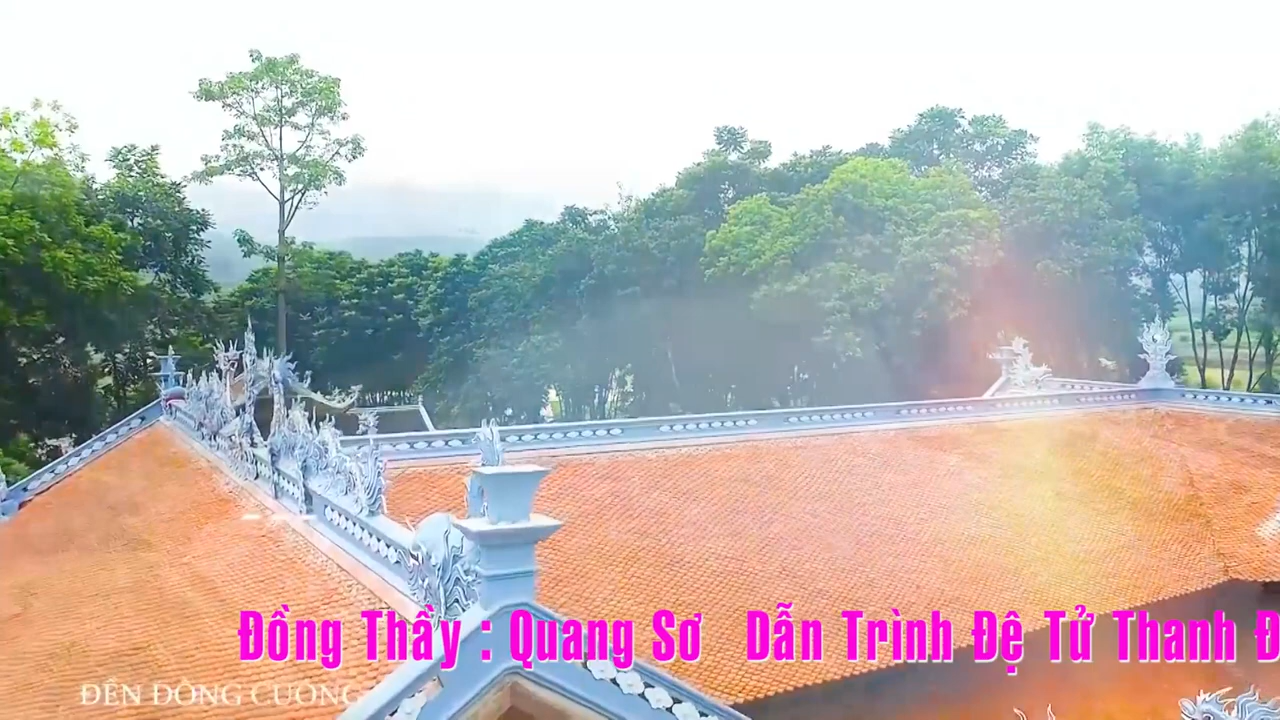 Đồng Thầy : Quang Sơ Dẫn Trình Đệ Tử Thanh Đ
ĐỀN ĐÔNG CUÔNG